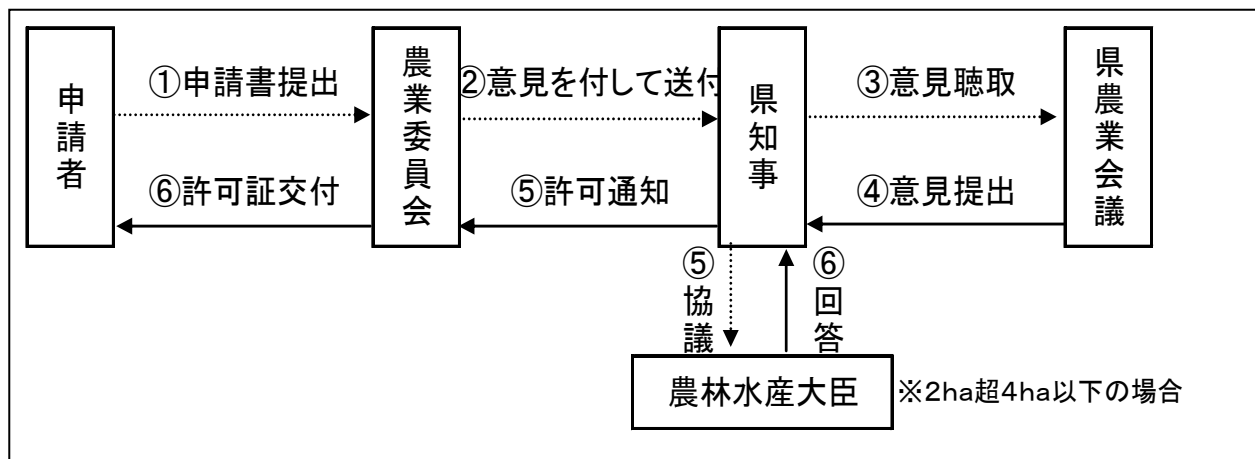 申請者
①申請書提出
⑥許可証交付
農業委員会
②意見を付して送付
⑤許可通知
県知事
③意見聴取
④意見提出
県農業会議
⑤協議
⑥回答
農林水産大臣
※2ha超4ha以下の場合